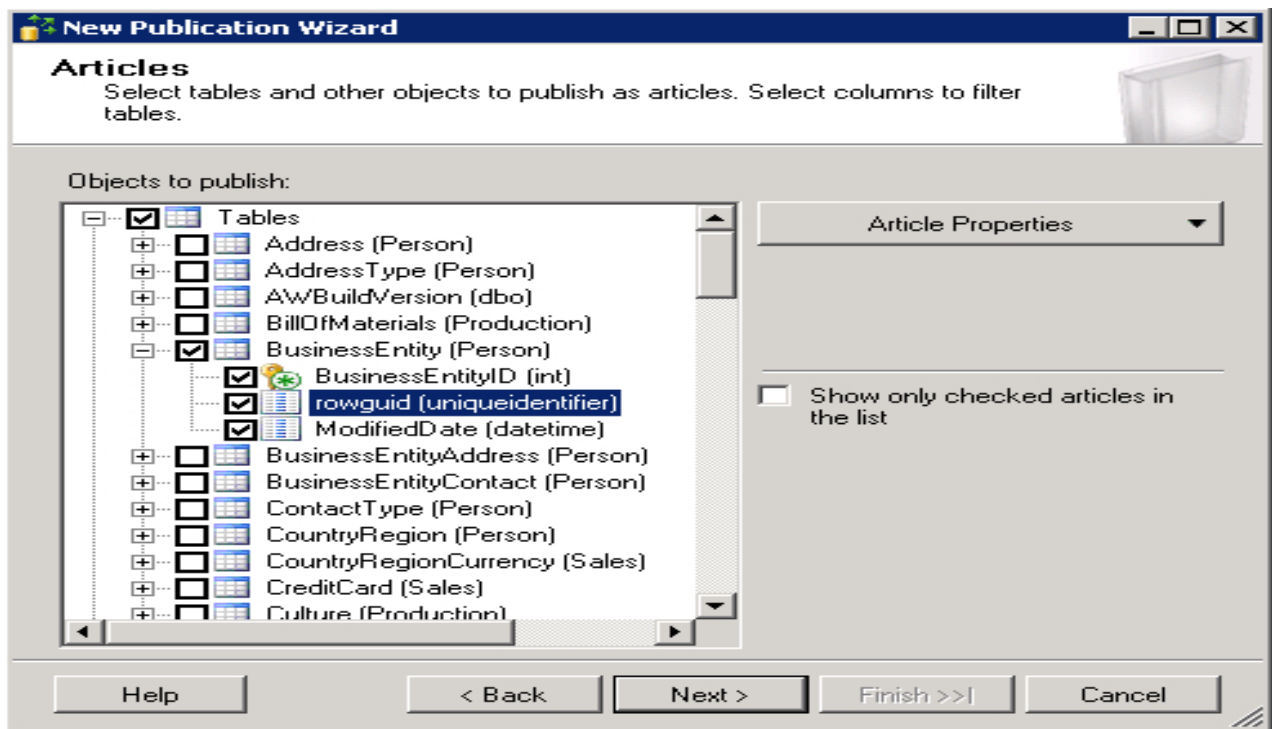 New Publication Wizard
Articles
Select tables and other objects to publish as articles. Select columns to filter
tables.
Objects to publish:
Tables
Address (Person)
AddressType (Person)
AWBuildVersion (dbo)
BillOfMaterials (Production)
BusinessEntity (Person)
BusinessEntityID (int)
rowguid (uniqueidentifier)
ModifiedDate (datetime)
BusinessEntityAddress (Person)
BusinessEntityContact (Person)
ContactType (Person)
CountryRegion (Person)
CountryRegionCurrency (Sales)
CreditCard (Sales)
Culture (Production)
Article Properties
Show only checked articles in
the list
Help
< Back
Next >
Finish >>|
Cancel